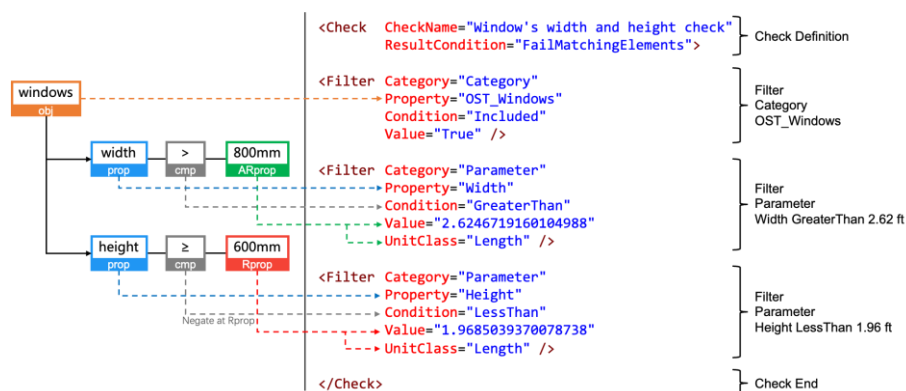 <Check CheckName="Window's width and height check"
ResultCondition="FailMatchingElements">
Check Definition
windows
obj
<Filter Category="Category"
Property="OST_Windows"
Condition="Included"
Value="True" />
Filter
Category
OST_Windows
width
prop
>
cmp
800mm
ARprop
<Filter Category="Parameter"
Property="Width"
Condition="GreaterThan"
Value="2.6246719160104988"
UnitClass="Length" />
Filter
Parameter
Width GreaterThan 2.62 ft
height
prop
≥
cmp
600mm
Rprop
Negate at Rprop
<Filter Category="Parameter"
Property="Height"
Condition="LessThan"
Value="1.9685039370078738"
UnitClass="Length" />
Filter
Parameter
Height LessThan 1.96 ft
</Check>
Check End